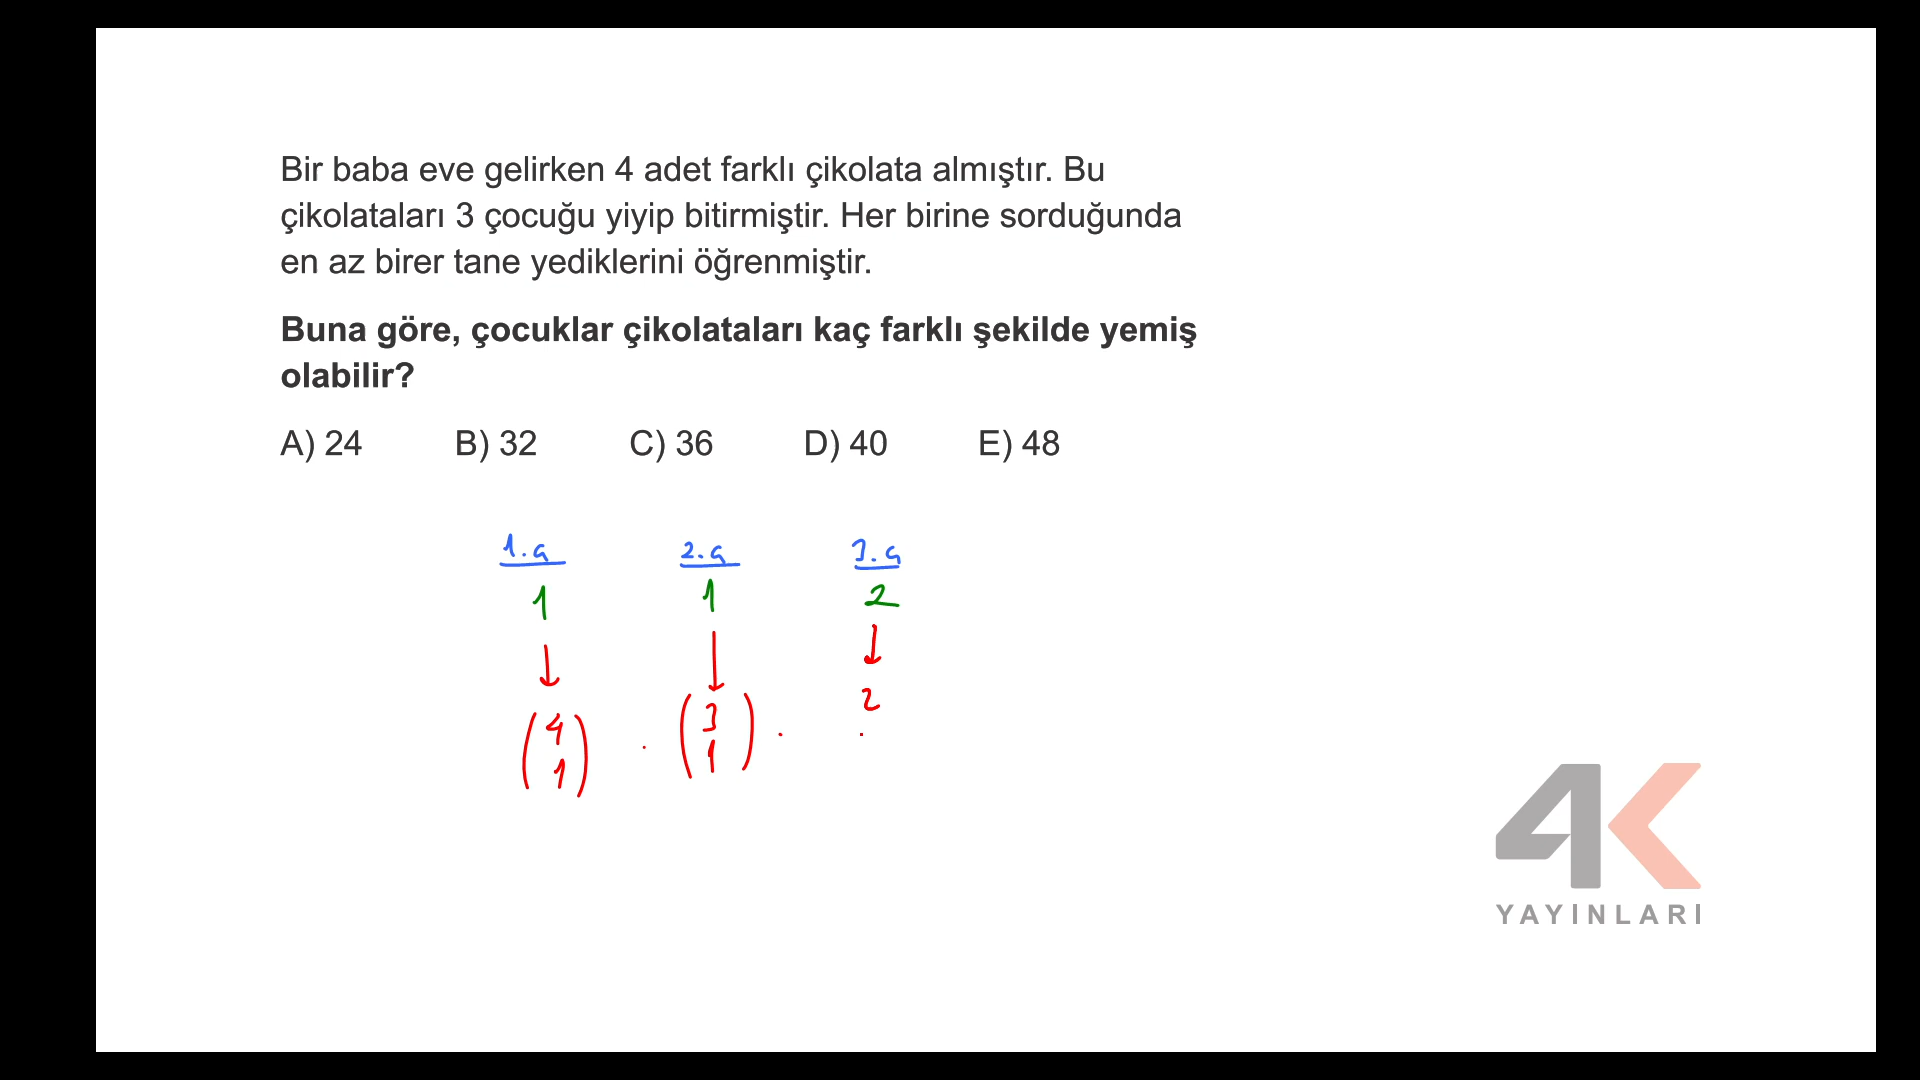 Bir baba eve gelirken 4 adet farklı çikolata almıştır. Bu
çikolataları 3 çocuğu yiyip bitirmiştir. Her birine sorduğunda
en az birer tane yediklerini öğrenmiştir.
Buna göre, çocuklar çikolataları kaç farklı şekilde yemiş
olabilir?
A) 24 B) 32 C) 36 D) 40 E) 48
1.ç 2.ç 3.ç
1 1 2
↓ ↓ ↓
(4 1) . (3 1) . 2
4K
YAYINLARI